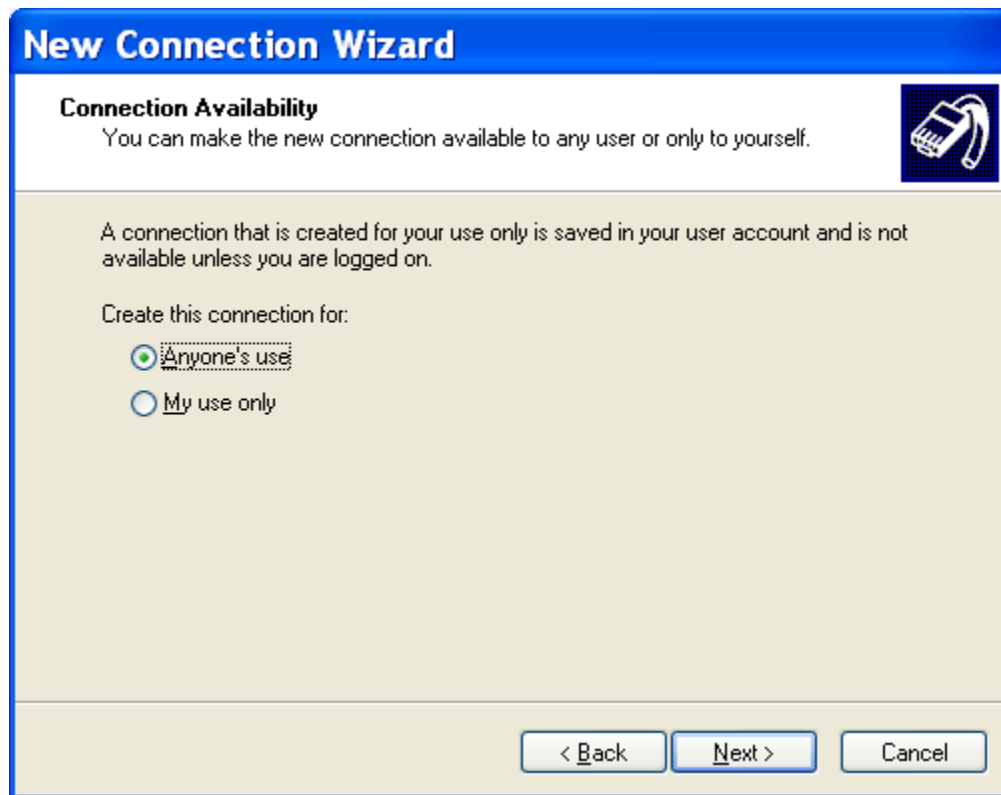 New Connection Wizard
Connection Availability
You can make the new connection available to any user or only to yourself.
A connection that is created for your use only is saved in your user account and is not
available unless you are logged on.
Create this connection for:
Anyone's use
My use only
< Back
Next >
Cancel